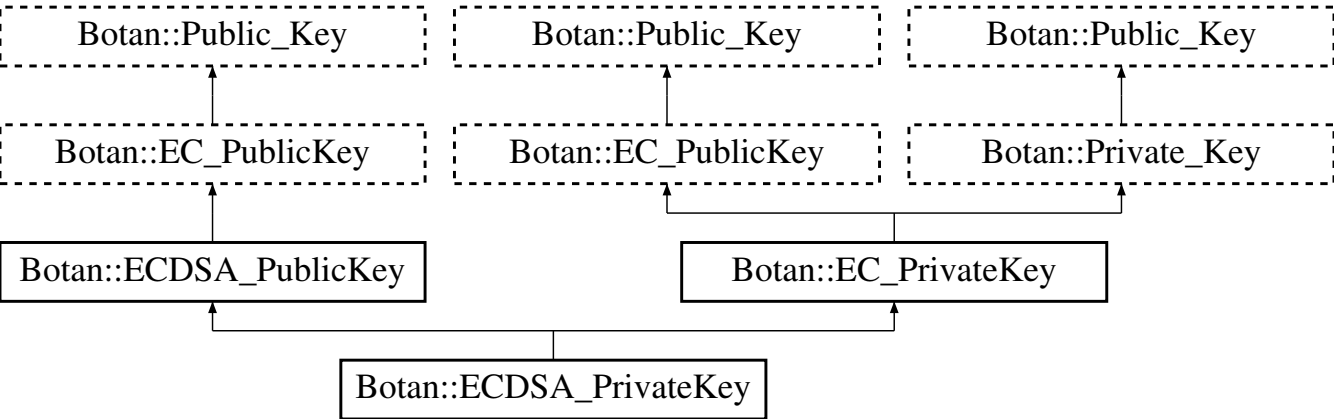 Botan::Public_Key
Botan::Public_Key
Botan::Public_Key
Botan::EC_PublicKey
Botan::EC_PublicKey
Botan::Private_Key
Botan::ECDSA_PublicKey
Botan::EC_PrivateKey
Botan::ECDSA_PrivateKey